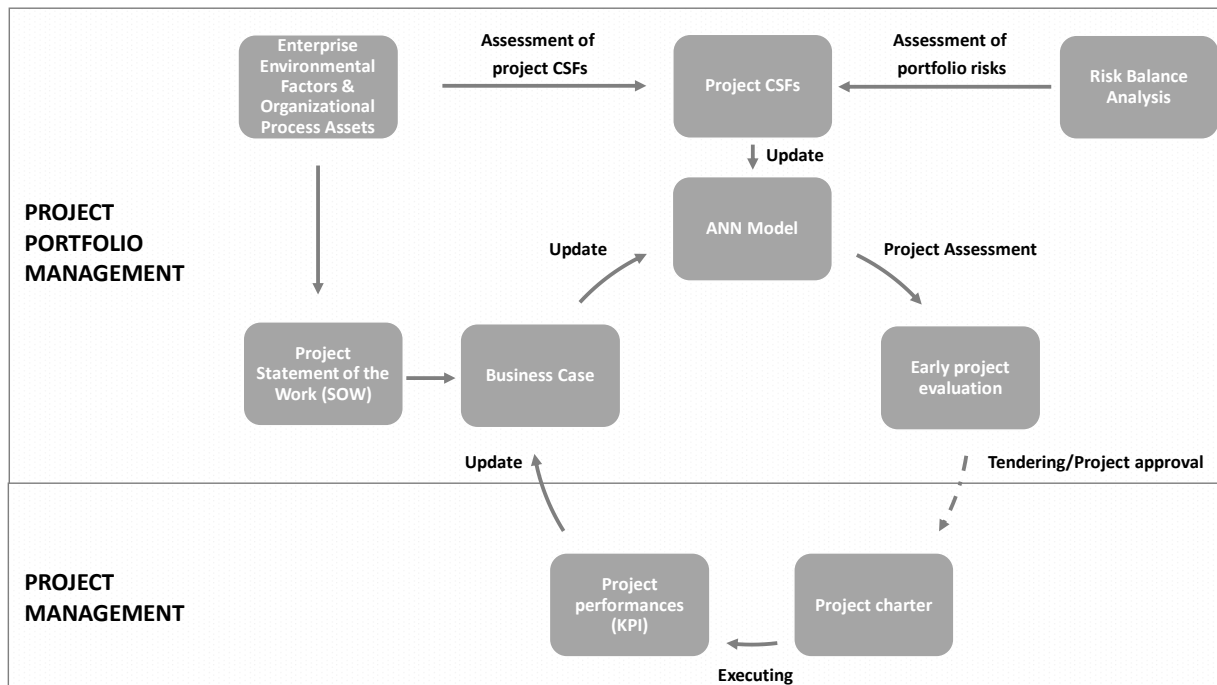 Enterprise
Environmental
Factors &
Organizational
Process Assets
Assessment of
project CSFs
Project CSFs
Assessment of
portfolio risks
Risk Balance
Analysis
Update
PROJECT
PORTFOLIO
MANAGEMENT
ANN Model
Update
Project Assessment
Project
Statement of the
Work (SOW)
Business Case
Early project
evaluation
Update
Tendering/Project approval
PROJECT
MANAGEMENT
Project
performances
(KPI)
Project charter
Executing